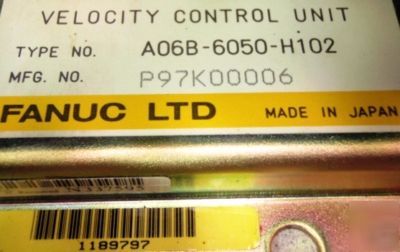 VELOCITY CONTROL UNIT
TYPE NO. A06B-6050-H102
MFG. NO. P97K00006
FANUC LTD MADE IN JAPAN
1189797